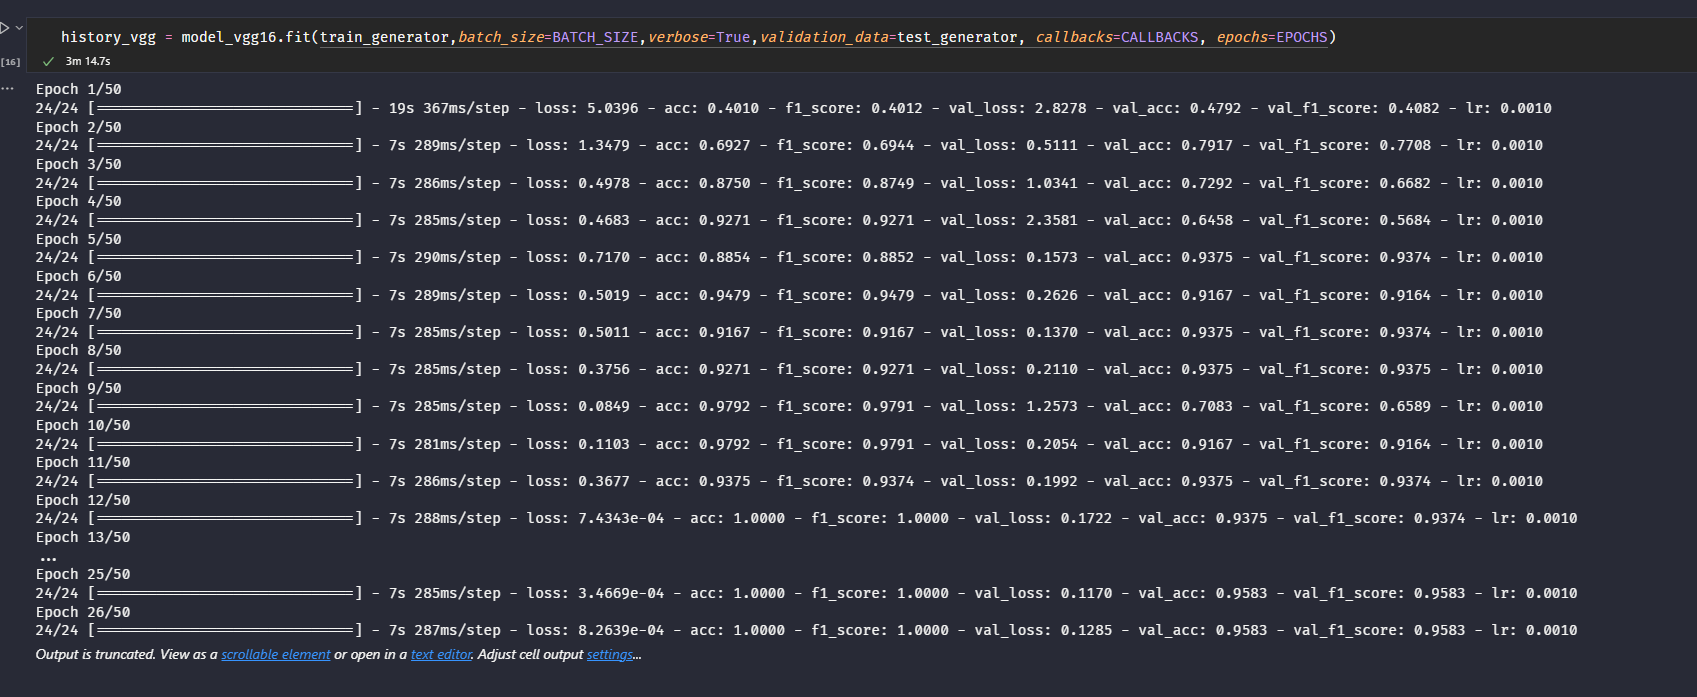 history_vgg = model_vgg16.fit(train_generator,batch_size=BATCH_SIZE,verbose=True,validation_data=test_generator, callbacks=CALLBACKS, epochs=EPOCHS)
[16] ✓ 3m 14.7s
... Epoch 1/50
24/24 [==============================] - 19s 367ms/step - loss: 5.0396 - acc: 0.4010 - f1_score: 0.4012 - val_loss: 2.8278 - val_acc: 0.4792 - val_f1_score: 0.4082 - lr: 0.0010
Epoch 2/50
24/24 [==============================] - 7s 289ms/step - loss: 1.3479 - acc: 0.6927 - f1_score: 0.6944 - val_loss: 0.5111 - val_acc: 0.7917 - val_f1_score: 0.7708 - lr: 0.0010
Epoch 3/50
24/24 [==============================] - 7s 286ms/step - loss: 0.4978 - acc: 0.8750 - f1_score: 0.8749 - val_loss: 1.0341 - val_acc: 0.7292 - val_f1_score: 0.6682 - lr: 0.0010
Epoch 4/50
24/24 [==============================] - 7s 285ms/step - loss: 0.4683 - acc: 0.9271 - f1_score: 0.9271 - val_loss: 2.3581 - val_acc: 0.6458 - val_f1_score: 0.5684 - lr: 0.0010
Epoch 5/50
24/24 [==============================] - 7s 290ms/step - loss: 0.7170 - acc: 0.8854 - f1_score: 0.8852 - val_loss: 0.1573 - val_acc: 0.9375 - val_f1_score: 0.9374 - lr: 0.0010
Epoch 6/50
24/24 [==============================] - 7s 289ms/step - loss: 0.5019 - acc: 0.9479 - f1_score: 0.9479 - val_loss: 0.2626 - val_acc: 0.9167 - val_f1_score: 0.9164 - lr: 0.0010
Epoch 7/50
24/24 [==============================] - 7s 285ms/step - loss: 0.5011 - acc: 0.9167 - f1_score: 0.9167 - val_loss: 0.1370 - val_acc: 0.9375 - val_f1_score: 0.9374 - lr: 0.0010
Epoch 8/50
24/24 [==============================] - 7s 285ms/step - loss: 0.3756 - acc: 0.9271 - f1_score: 0.9271 - val_loss: 0.2110 - val_acc: 0.9375 - val_f1_score: 0.9375 - lr: 0.0010
Epoch 9/50
24/24 [==============================] - 7s 285ms/step - loss: 0.0849 - acc: 0.9792 - f1_score: 0.9791 - val_loss: 1.2573 - val_acc: 0.7083 - val_f1_score: 0.6589 - lr: 0.0010
Epoch 10/50
24/24 [==============================] - 7s 281ms/step - loss: 0.1103 - acc: 0.9792 - f1_score: 0.9791 - val_loss: 0.2054 - val_acc: 0.9167 - val_f1_score: 0.9164 - lr: 0.0010
Epoch 11/50
24/24 [==============================] - 7s 286ms/step - loss: 0.3677 - acc: 0.9375 - f1_score: 0.9374 - val_loss: 0.1992 - val_acc: 0.9375 - val_f1_score: 0.9374 - lr: 0.0010
Epoch 12/50
24/24 [==============================] - 7s 288ms/step - loss: 7.4343e-04 - acc: 1.0000 - f1_score: 1.0000 - val_loss: 0.1722 - val_acc: 0.9375 - val_f1_score: 0.9374 - lr: 0.0010
Epoch 13/50
...
Epoch 25/50
24/24 [==============================] - 7s 285ms/step - loss: 3.4669e-04 - acc: 1.0000 - f1_score: 1.0000 - val_loss: 0.1170 - val_acc: 0.9583 - val_f1_score: 0.9583 - lr: 0.0010
Epoch 26/50
24/24 [==============================] - 7s 287ms/step - loss: 8.2639e-04 - acc: 1.0000 - f1_score: 1.0000 - val_loss: 0.1285 - val_acc: 0.9583 - val_f1_score: 0.9583 - lr: 0.0010
Output is truncated. View as a scrollable element or open in a text editor. Adjust cell output settings...